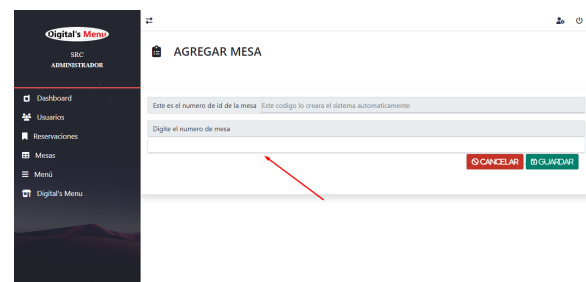 Digital's Menu
SRC
ADMINISTRADOR
Dashboard
Usuarios
Reservaciones
Mesas
Menú
Digital's Menu
AGREGAR MESA
Este es el numero de id de la mesa Este codigo lo creara el sistema automaticamente
Digite el numero de mesa
CANCELAR GUARDAR